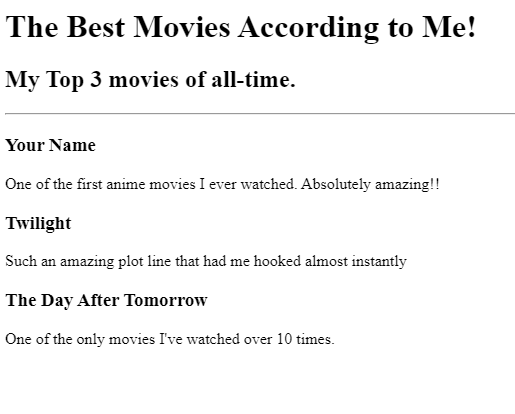 The Best Movies According to Me!
My Top 3 movies of all-time.
Your Name
One of the first anime movies I ever watched. Absolutely amazing!!
Twilight
Such an amazing plot line that had me hooked almost instantly
The Day After Tomorrow
One of the only movies I've watched over 10 times.